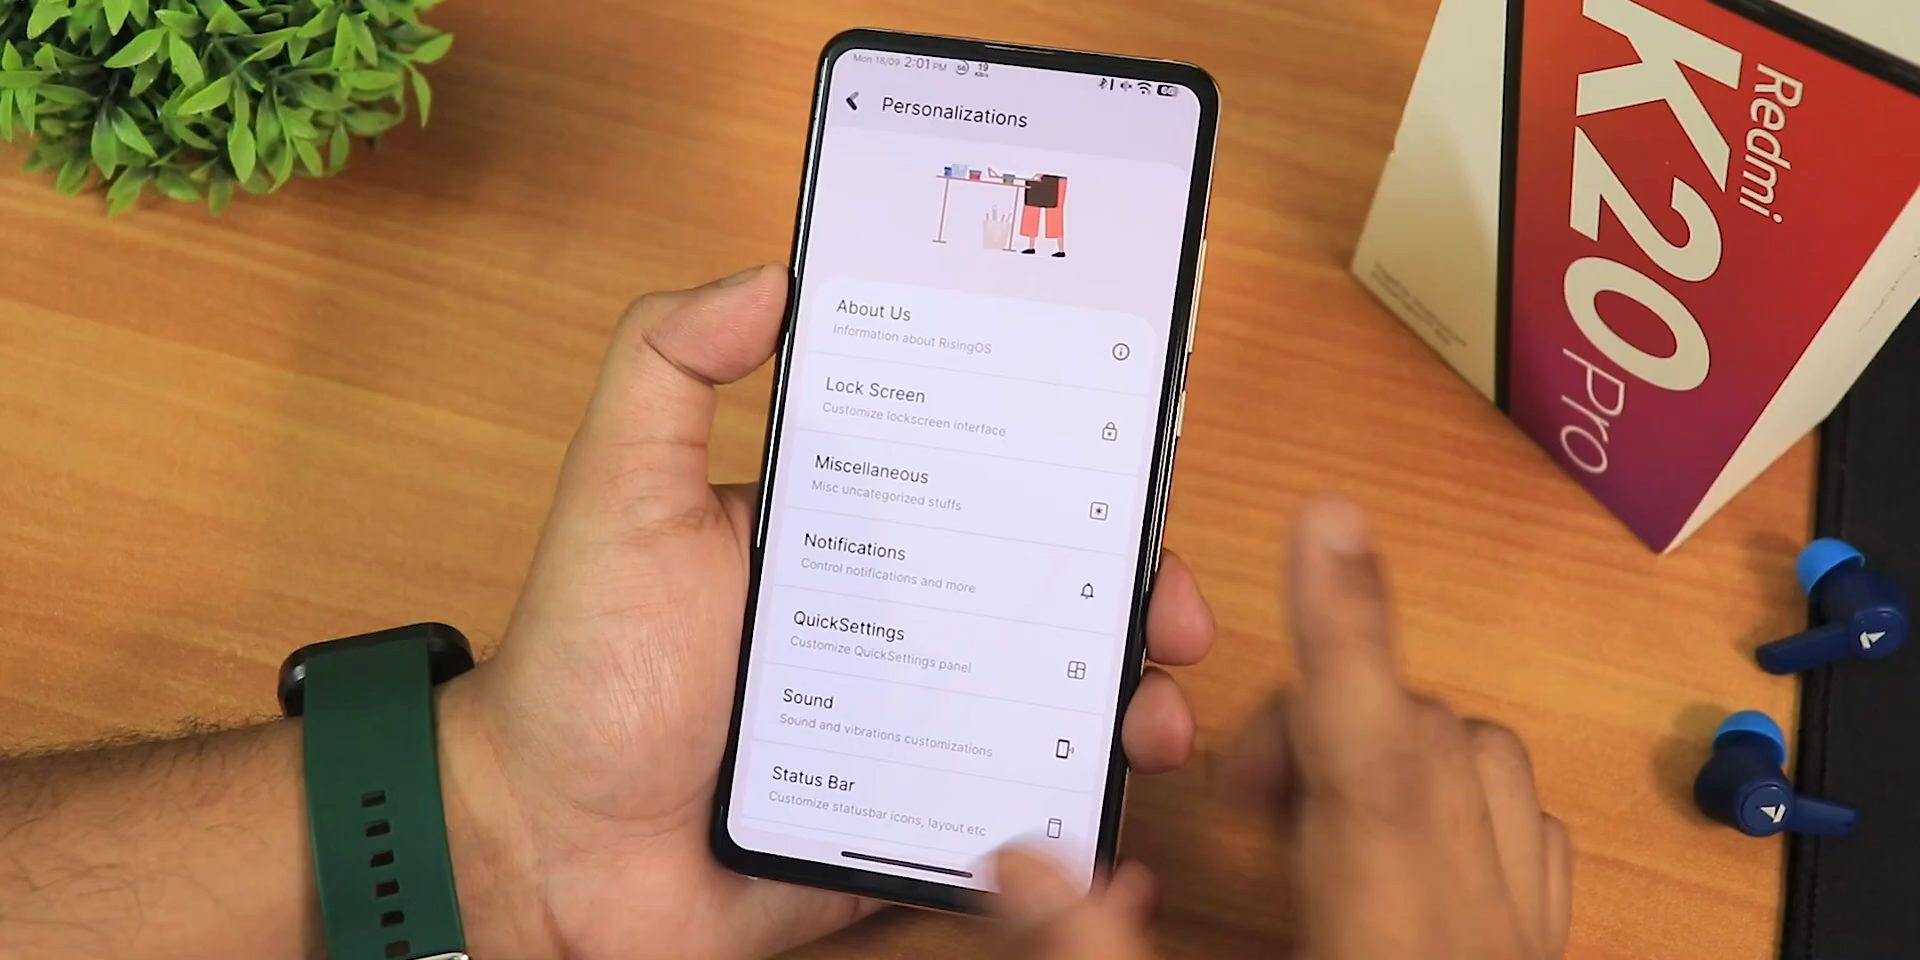 Mon 18/09 2:01 PM
19
KB/s
Personalizations
About Us
Information about RisingOS
Lock Screen
Customize lockscreen interface
Miscellaneous
Misc uncategorized stuffs
Notifications
Control notifications and more
QuickSettings
Customize QuickSettings panel
Sound
Sound and vibrations customizations
Status Bar
Customize statusbar icons, layout etc
Redmi
K20 Pro